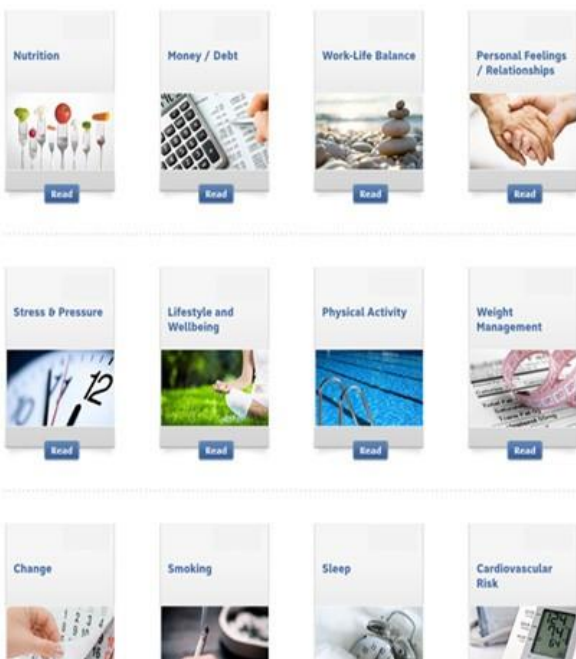 Nutrition
Money / Debt
Work-Life Balance
Personal Feelings
/ Relationships
Read
Read
Read
Read
Stress & Pressure
Lifestyle and
Wellbeing
Physical Activity
Weight
Management
12
Read
Read
Read
Read
Change
Smoking
Sleep
Cardiovascular
Risk